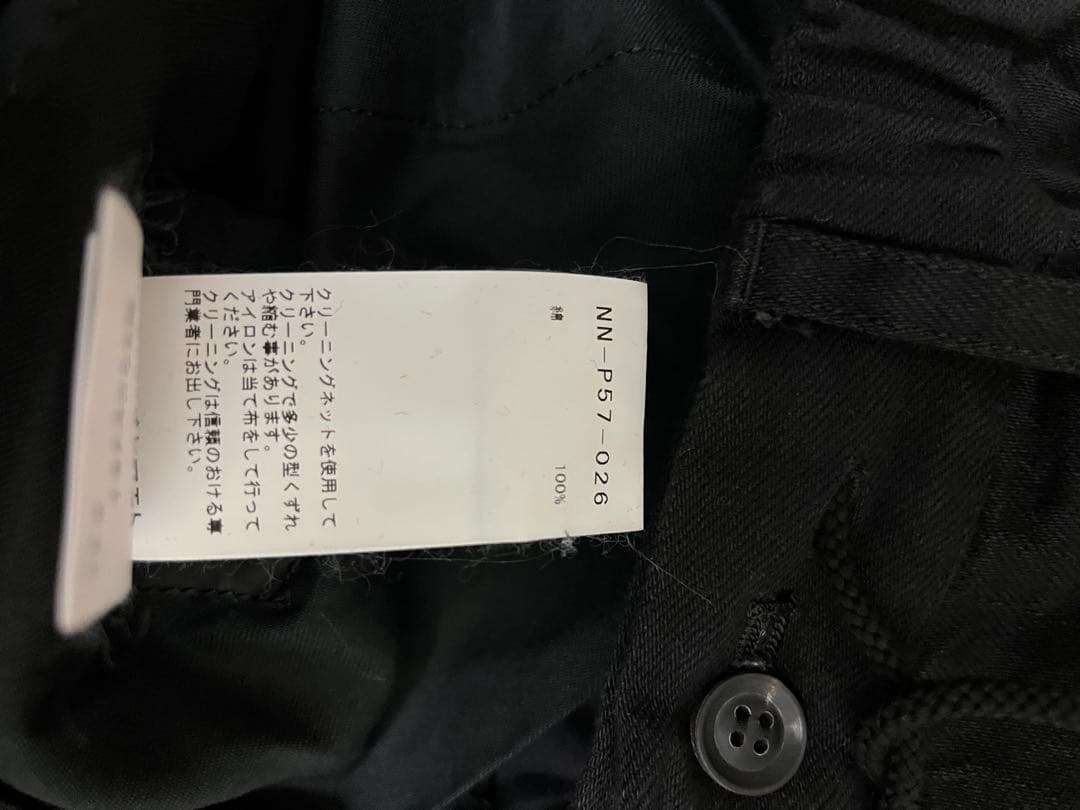 NN-P57-026
綿 100%
クリーニングネットを使用して
下さい。
クリーニングで多少の型くずれ
や縮む事があります。
アイロンは当て布をして行って
ください。
クリーニングは信頼のおける専
門業者にお出し下さい。